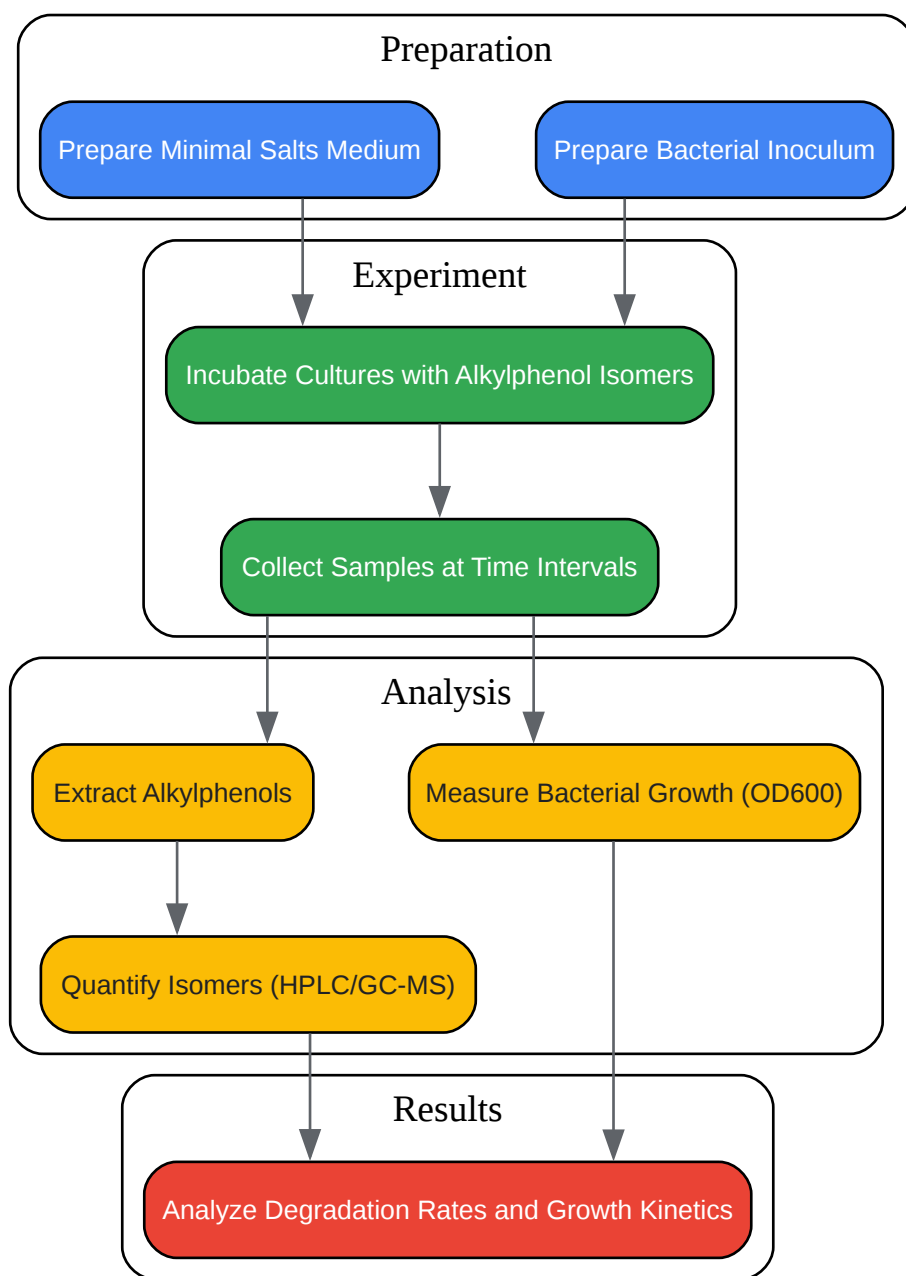 Preparation
Prepare Minimal Salts Medium
Prepare Bacterial Inoculum
Experiment
Incubate Cultures with Alkylphenol Isomers
Collect Samples at Time Intervals
Analysis
Extract Alkylphenols
Measure Bacterial Growth (OD600)
Quantify Isomers (HPLC/GC-MS)
Results
Analyze Degradation Rates and Growth Kinetics